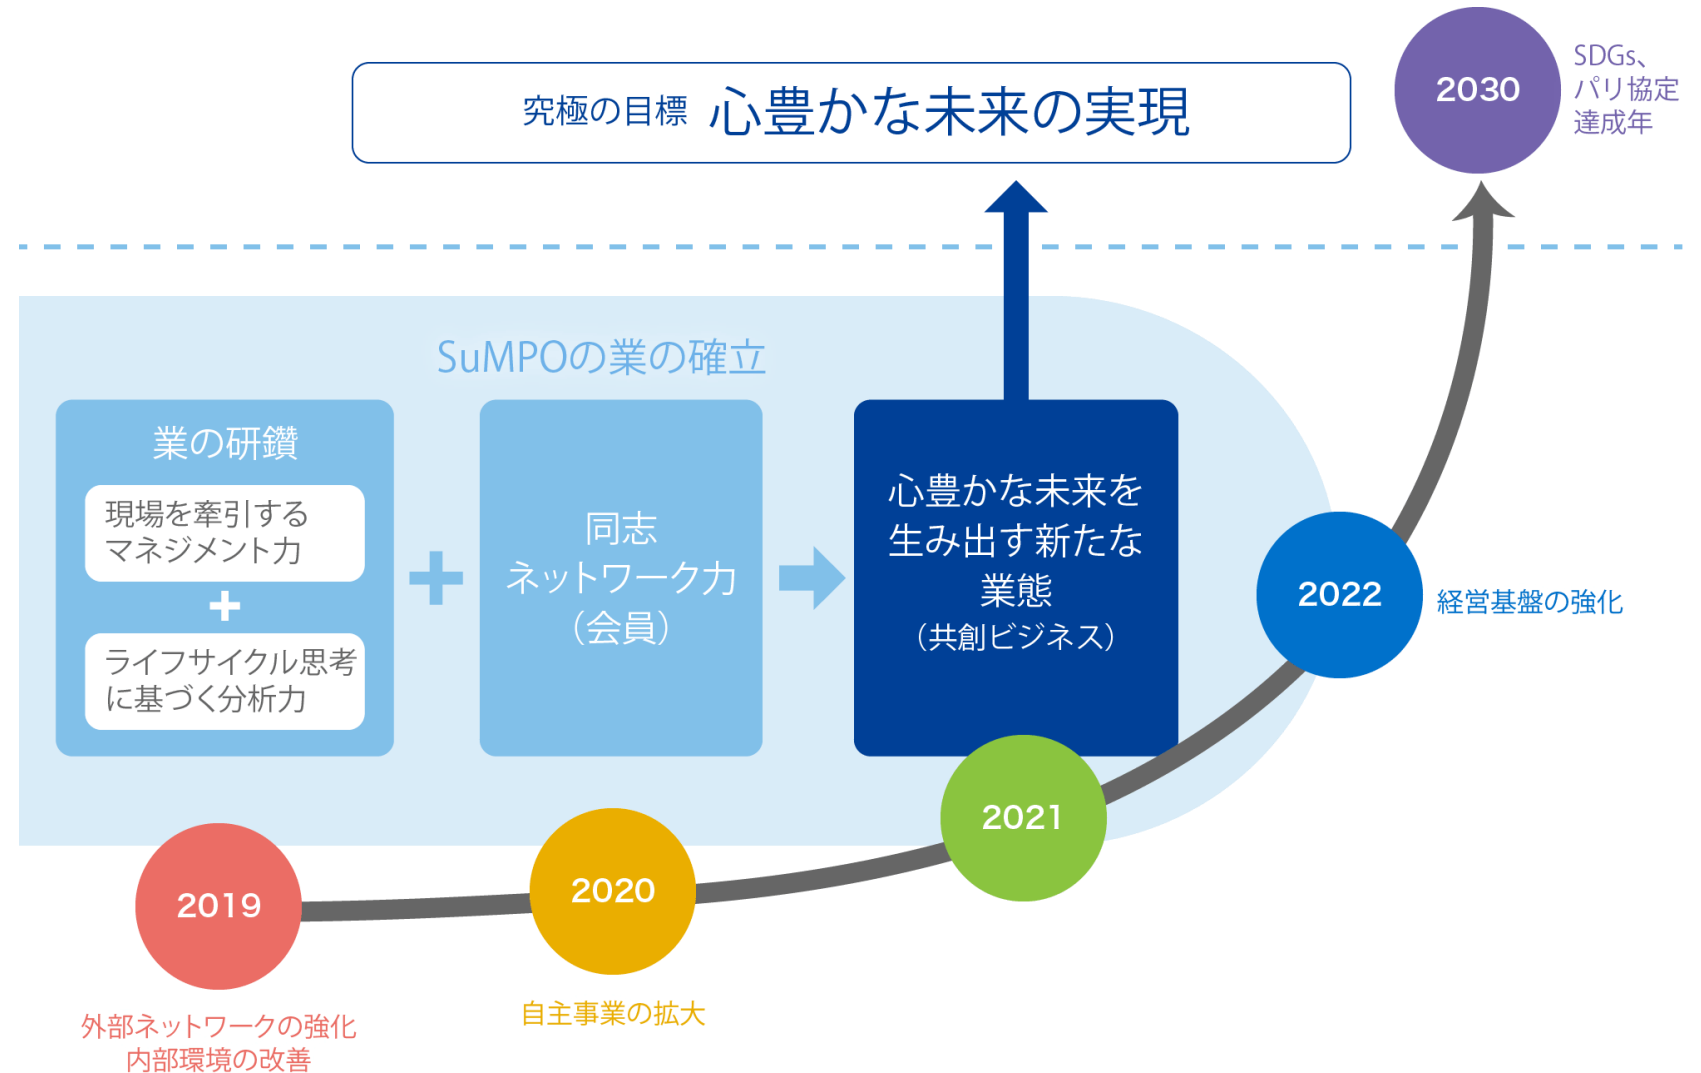 究極の目標 心豊かな未来の実現
2030
SDGs、
パリ協定
達成年
SuMPOの業の確立
業の研鑽
現場を牽引する
マネジメント力
+
ライフサイクル思考
に基づく分析力
+
同志
ネットワーク力
（会員）
心豊かな未来を
生み出す新たな
業態
（共創ビジネス）
2022
経営基盤の強化
2021
2020
自主事業の拡大
2019
外部ネットワークの強化
内部環境の改善